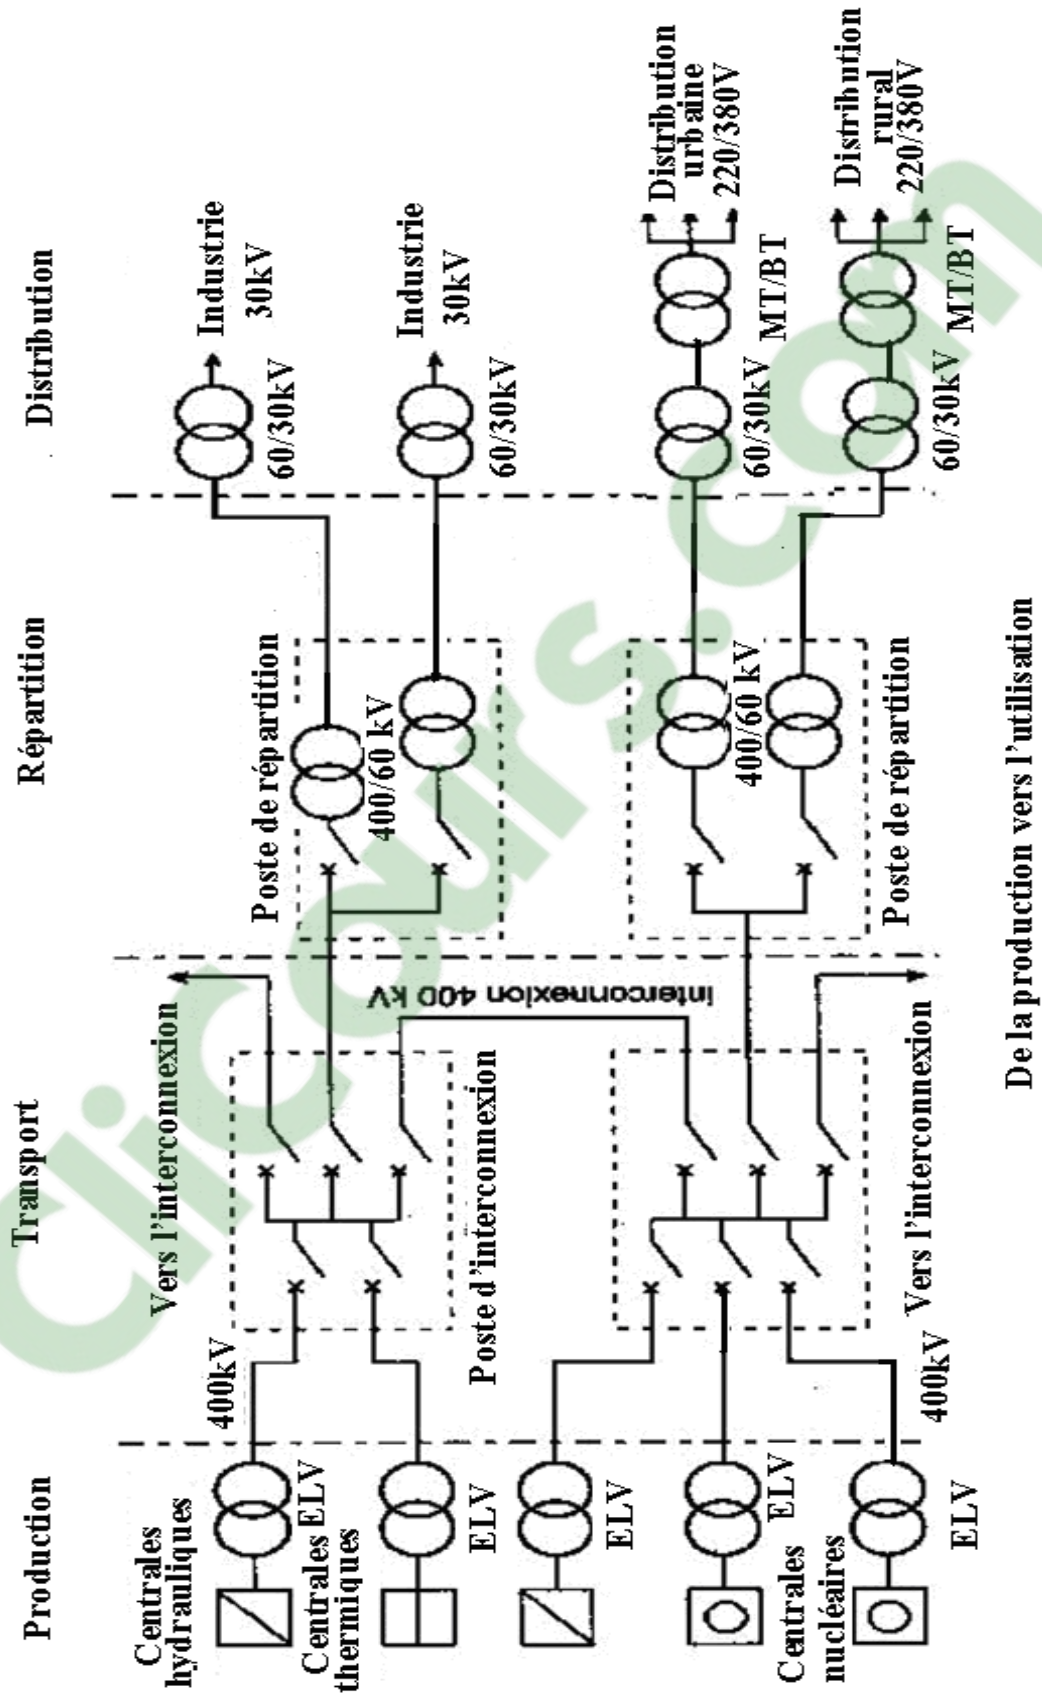 Production
Transport
Répartition
Distribution
Centrales
hydrauliques
ELV
400kV
Vers l'interconnexion
Centrales
thermiques
ELV
Poste d'interconnexion
interconnexion 400 kV
Poste de répartition
400/60 kV
60/30kV
Industrie
30kV
60/30kV
Industrie
30kV
ELV
ELV
Centrales
nucléaires
ELV
400kV
Vers l'interconnexion
400/60 kV
Poste de répartition
60/30kV
MT/BT
Distribution
urbaine
220/380V
60/30kV
MT/BT
Distribution
rural
220/380V
De la production vers l'utilisation
clicours.com